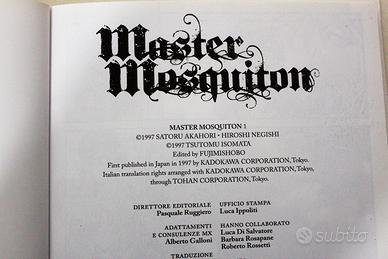 Master
Mosquiton
MASTER MOSQUITON 1
©1997 SATORU AKAHORI • HIROSHI NEGISHI
©1997 TSUTOMU ISOMATA
Edited by FUJIMISHOBO
First published in Japan in 1997 by KADOKAWA CORPORATION, Tokyo.
Italian translation rights arranged with KADOKAWA CORPORATION, Tokyo,
through TOHAN CORPORATION, Tokyo.
DIRETTORE EDITORIALE
Pasquale Ruggiero
ADATTAMENTI
E CONSULENZE MX
Alberto Galloni
TRADUZIONE
UFFICIO STAMPA
Luca Ippoliti
HANNO COLLABORATO
Luca Di Salvatore
Barbara Rosapane
Roberto Rossetti
subito